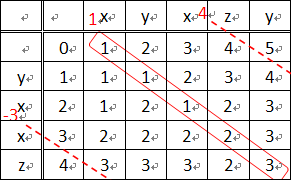 1 x y x 4 z y
0 1 2 3 4 5
y 1 1 1 2 3 4
x 2 1 2 1 2 3
-3
x 3 2 2 2 2 3
z 4 3 3 3 2 3